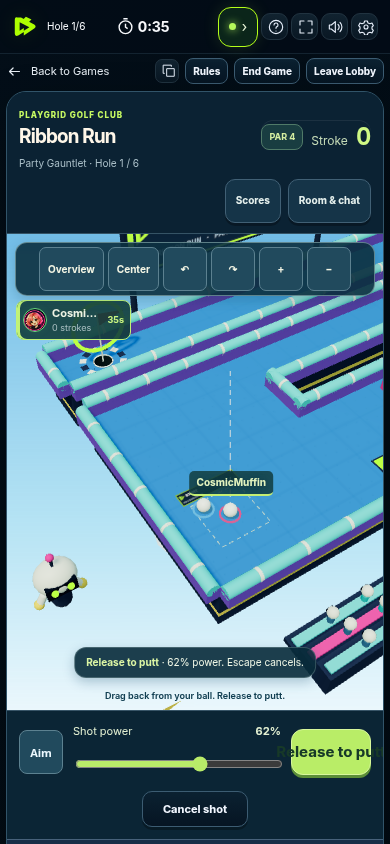 Hole 1/6
0:35
Back to Games
Rules
End Game
Leave Lobby
PLAYGRID GOLF CLUB
Ribbon Run
PAR 4
Stroke 0
Party Gauntlet · Hole 1 / 6
Scores
Room & chat
Overview
Center
↶
↷
+
−
Cosmi...
0 strokes
35s
CosmicMuffin
Release to putt · 62% power. Escape cancels.
Drag back from your ball. Release to putt.
Aim
Shot power
62%
Release to put
Cancel shot